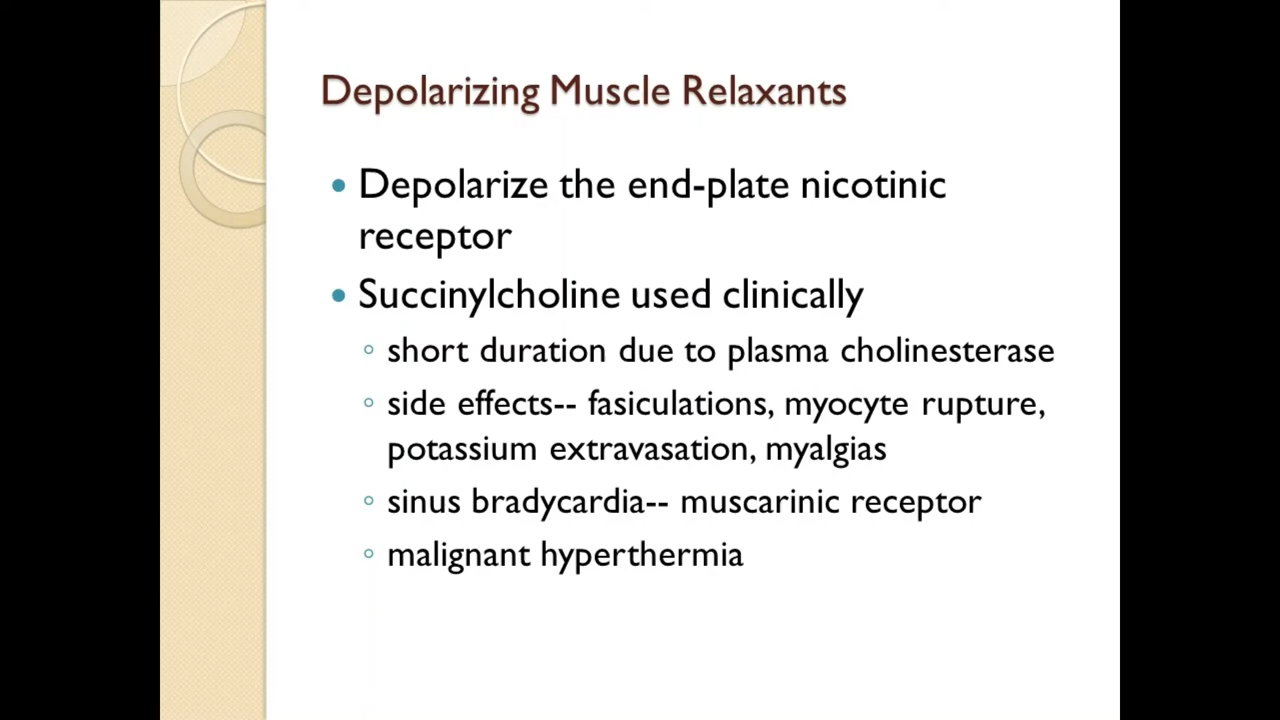 Depolarizing Muscle Relaxants
• Depolarize the end-plate nicotinic
receptor
• Succinylcholine used clinically
◦ short duration due to plasma cholinesterase
◦ side effects-- fasiculations, myocyte rupture,
potassium extravasation, myalgias
◦ sinus bradycardia-- muscarinic receptor
◦ malignant hyperthermia